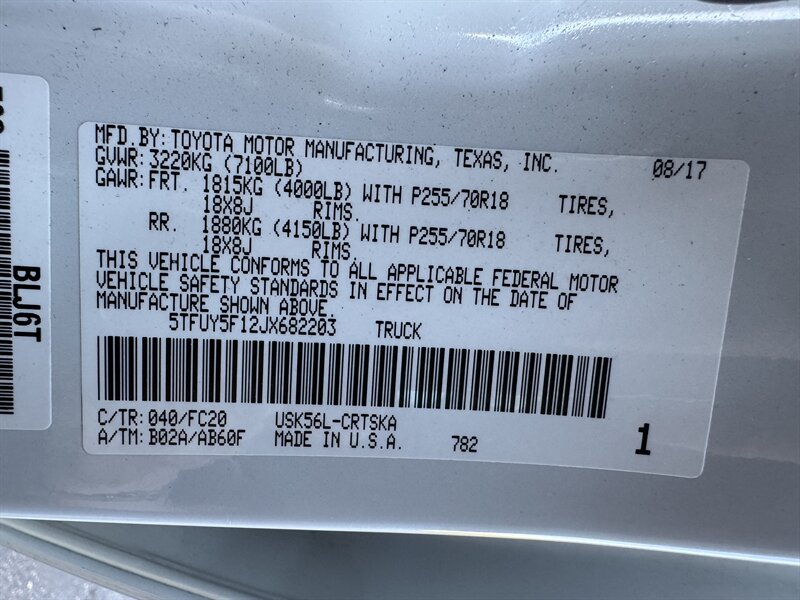 MFD. BY: TOYOTA MOTOR MANUFACTURING, TEXAS, INC. 08/17
GVWR: 3220KG (7100LB)
GAWR: FRT. 1815KG (4000LB) WITH P255/70R18 TIRES,
18X8J RIMS.
RR. 1880KG (4150LB) WITH P255/70R18 TIRES,
18X8J RIMS.
THIS VEHICLE CONFORMS TO ALL APPLICABLE FEDERAL MOTOR
VEHICLE SAFETY STANDARDS IN EFFECT ON THE DATE OF
MANUFACTURE SHOWN ABOVE.
5TFUY5F12JX682203 TRUCK
C/TR: 040/FC20 USK56L-CRTSKA
A/TM: B02A/AB60F MADE IN U.S.A. 782 1
BLJ6T